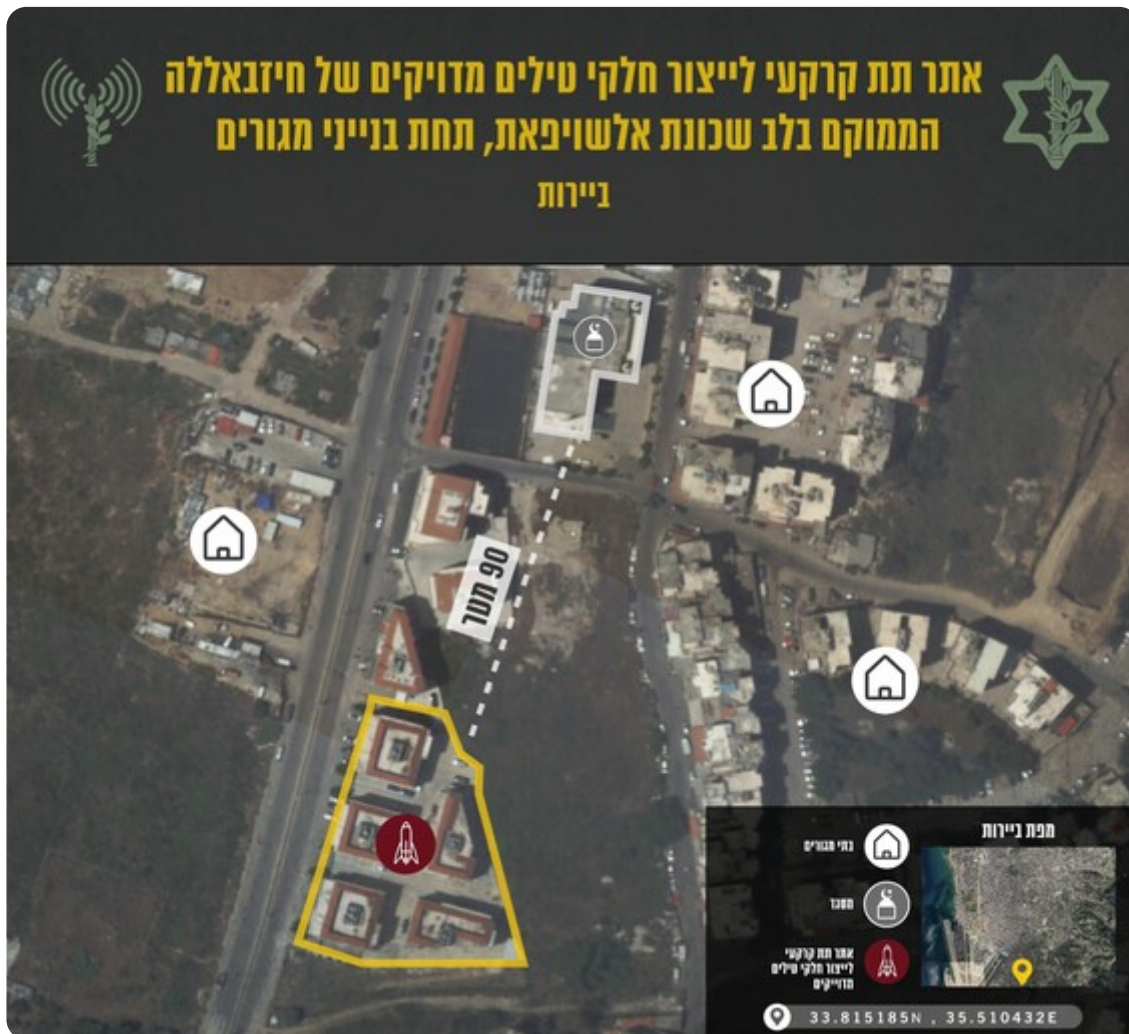 אתר תת קרקעי לייצור חלקי טילים מדויקים של חיזבאללה
הממוקם בלב שכונת אלשויפאת, תחת בנייני מגורים
ביירות
90 מטר
מפת ביירות
בתי מגורים
מסגד
אתר תת קרקעי
לייצור חלקי טילים
מדוייקים
33.815185N , 35.510432E